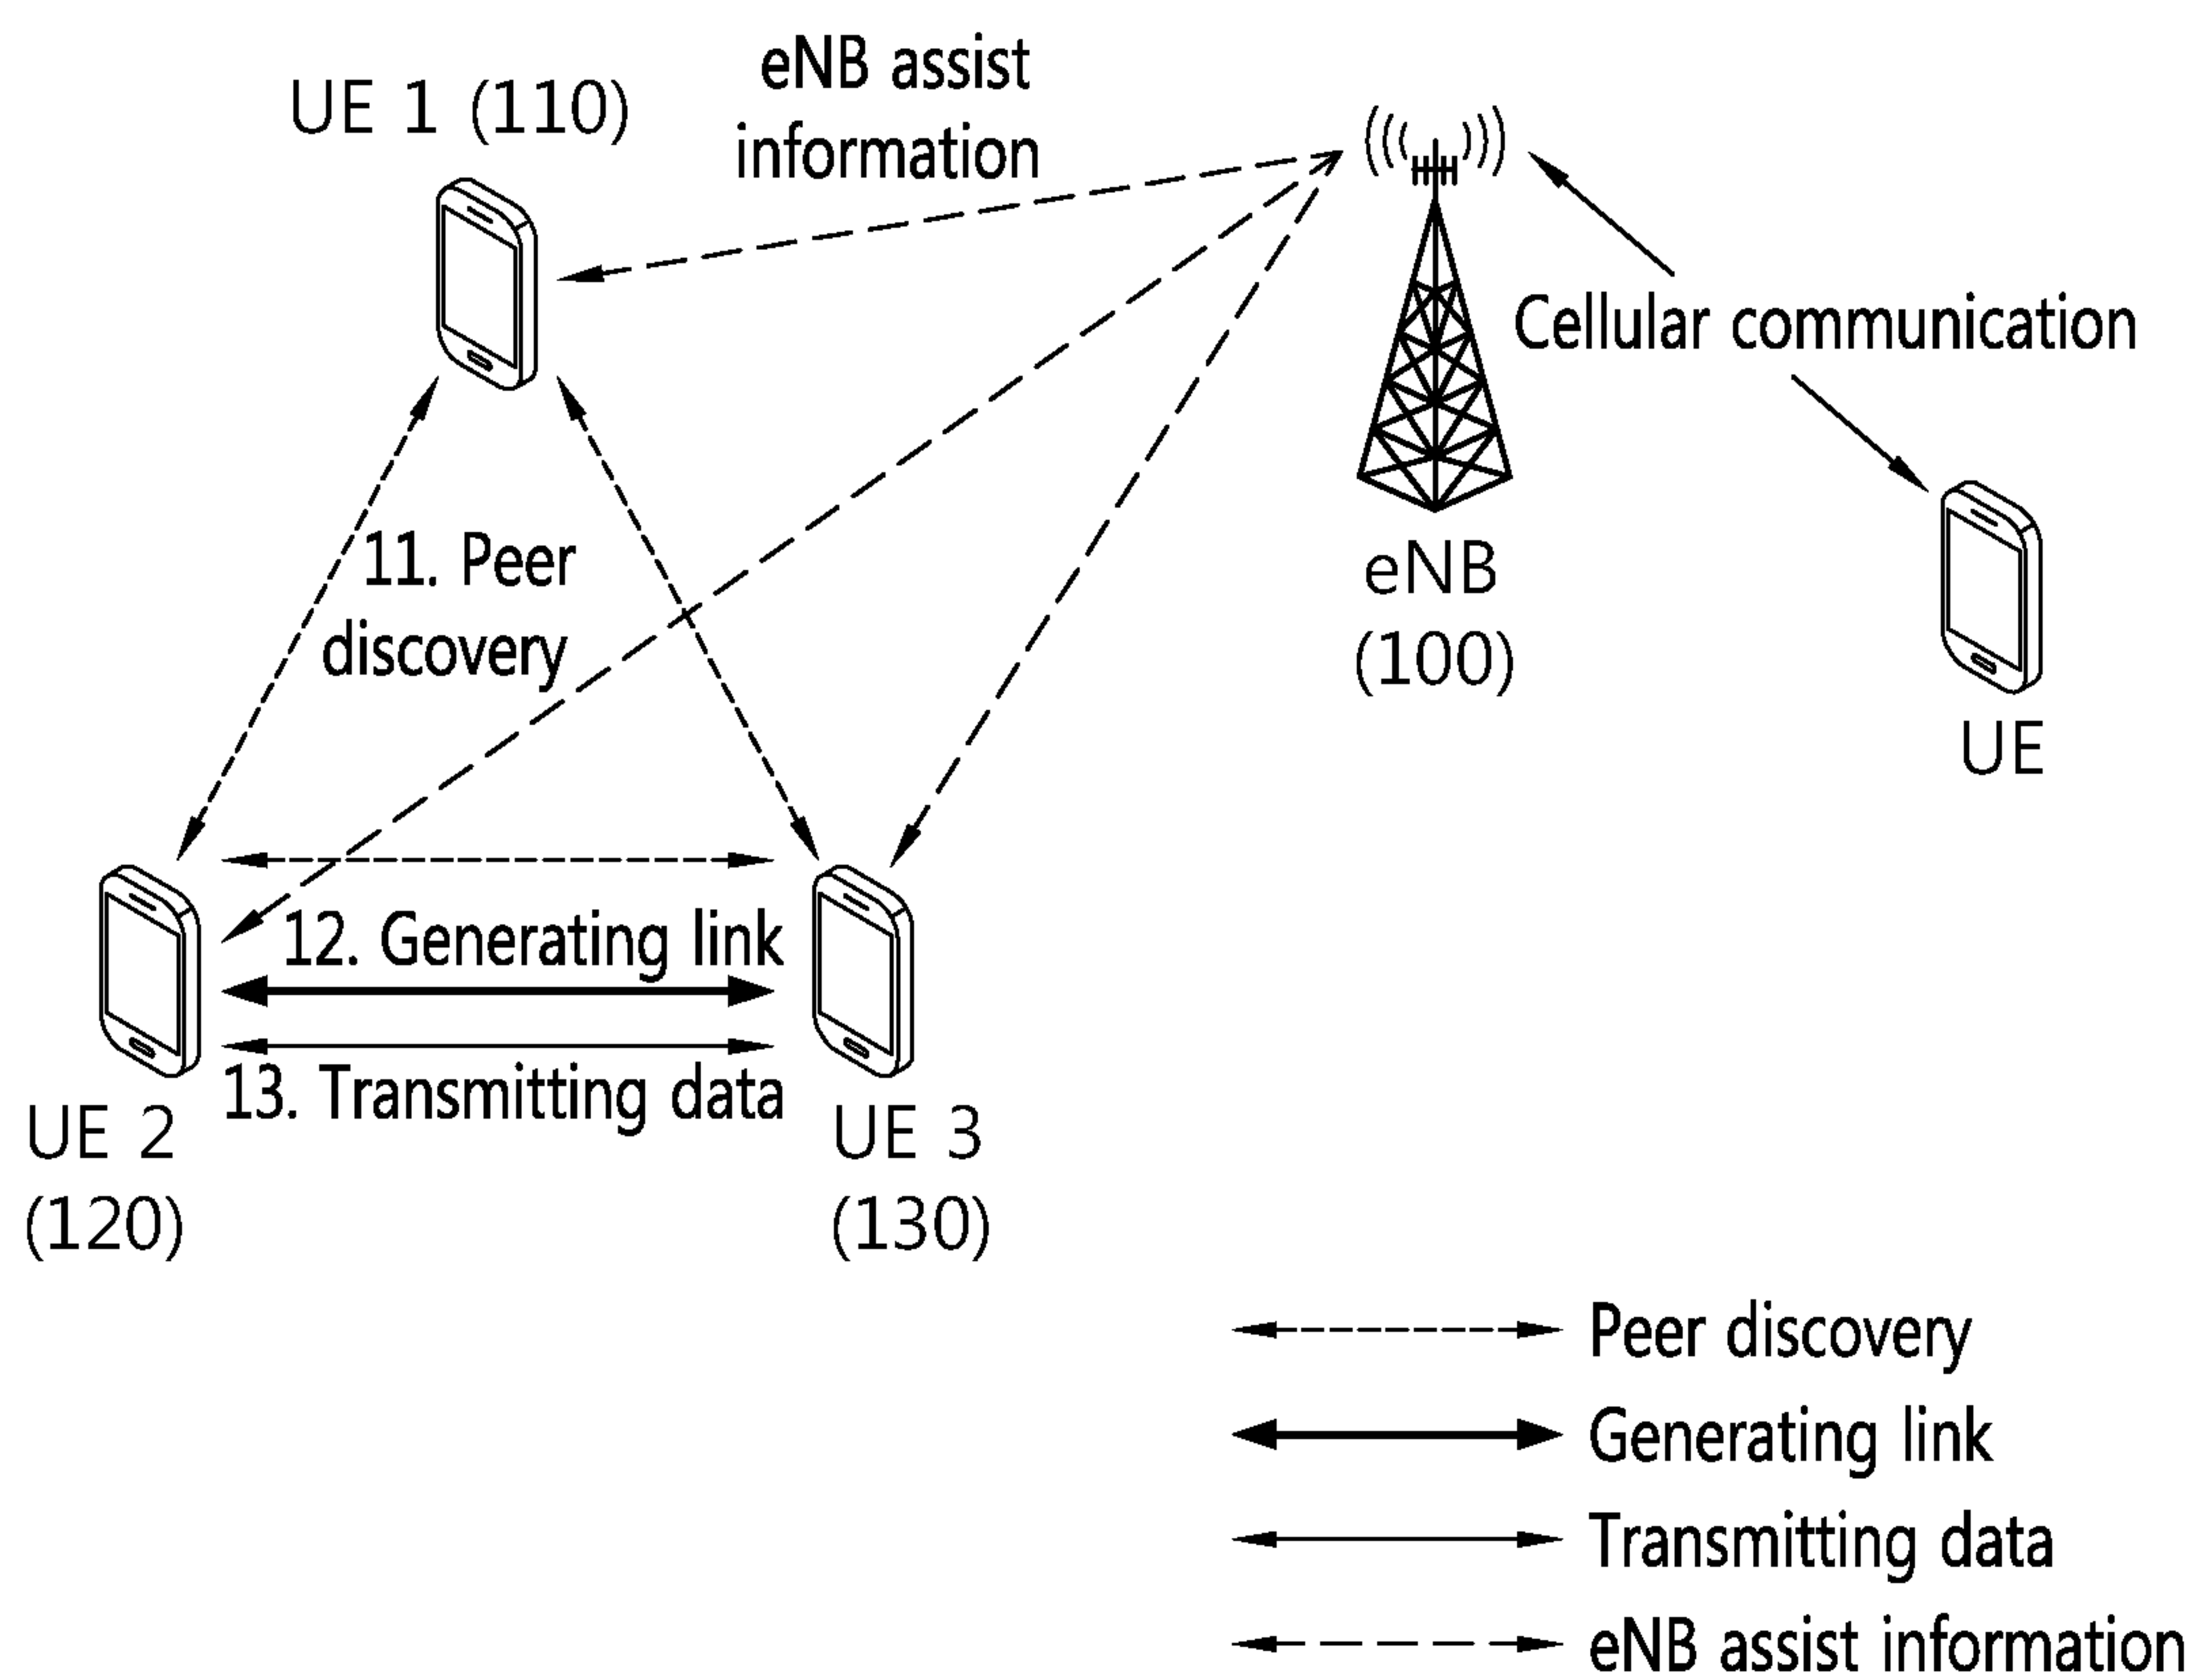 eNB assist
information
UE 1 (110)
Cellular communication
11. Peer
discovery
eNB
(100)
UE
12. Generating link
13. Transmitting data
UE 2
(120)
UE 3
(130)
Peer discovery
Generating link
Transmitting data
eNB assist information